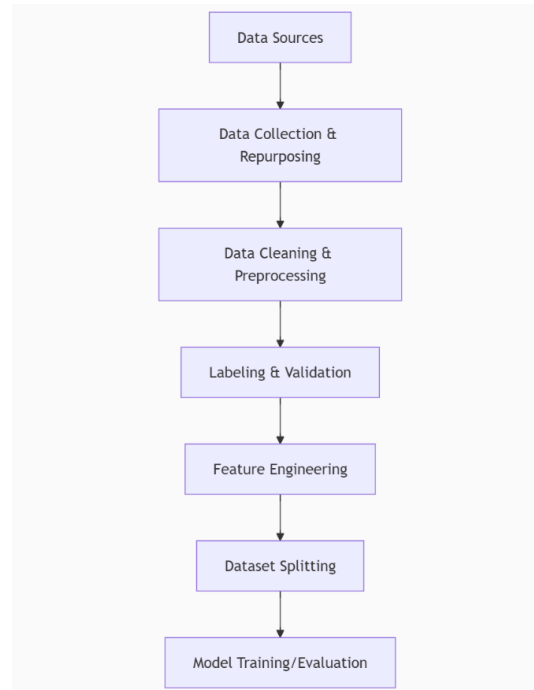 Data Sources
Data Collection &
Repurposing
Data Cleaning &
Preprocessing
Labeling & Validation
Feature Engineering
Dataset Splitting
Model Training/Evaluation